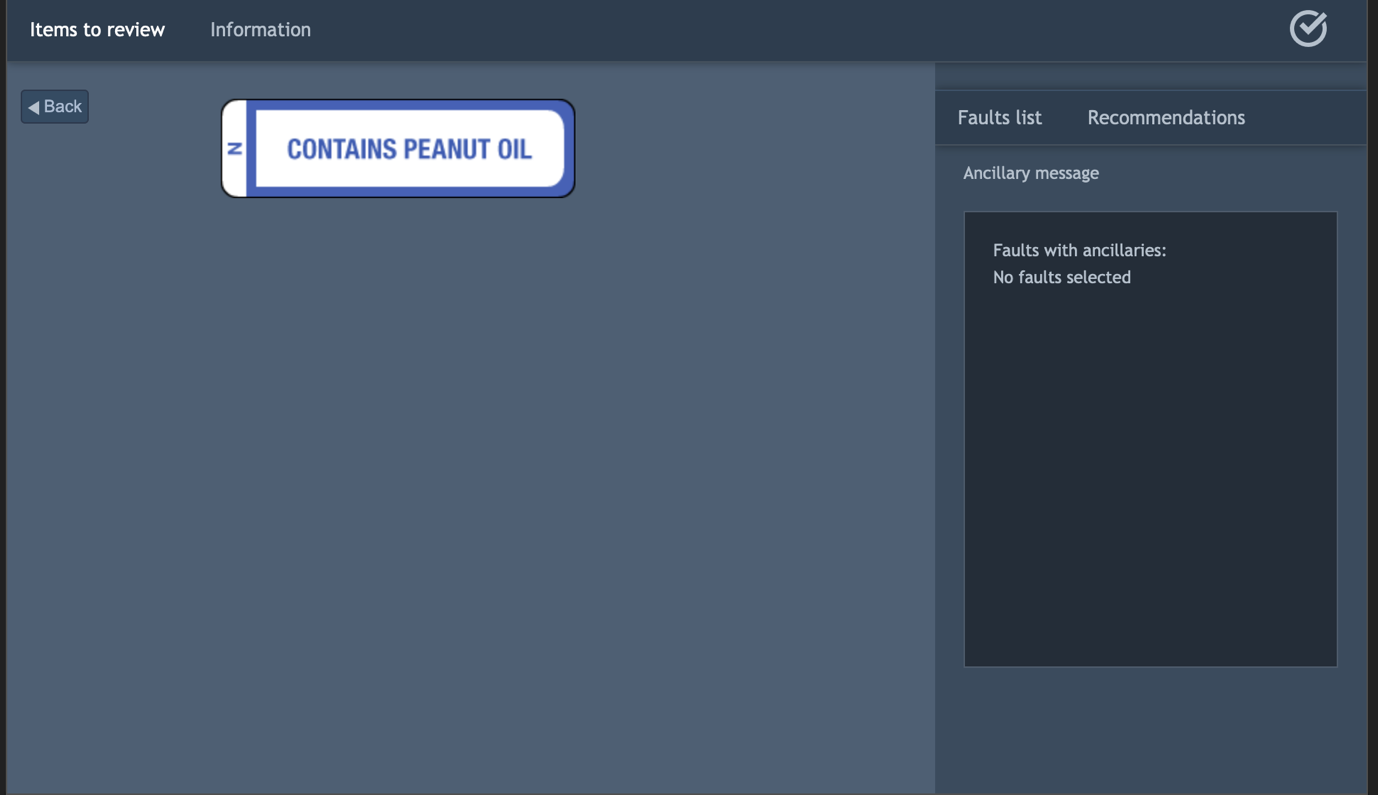 Items to review
Information
Back
N
CONTAINS PEANUT OIL
Faults list
Recommendations
Ancillary message
Faults with ancillaries:
No faults selected